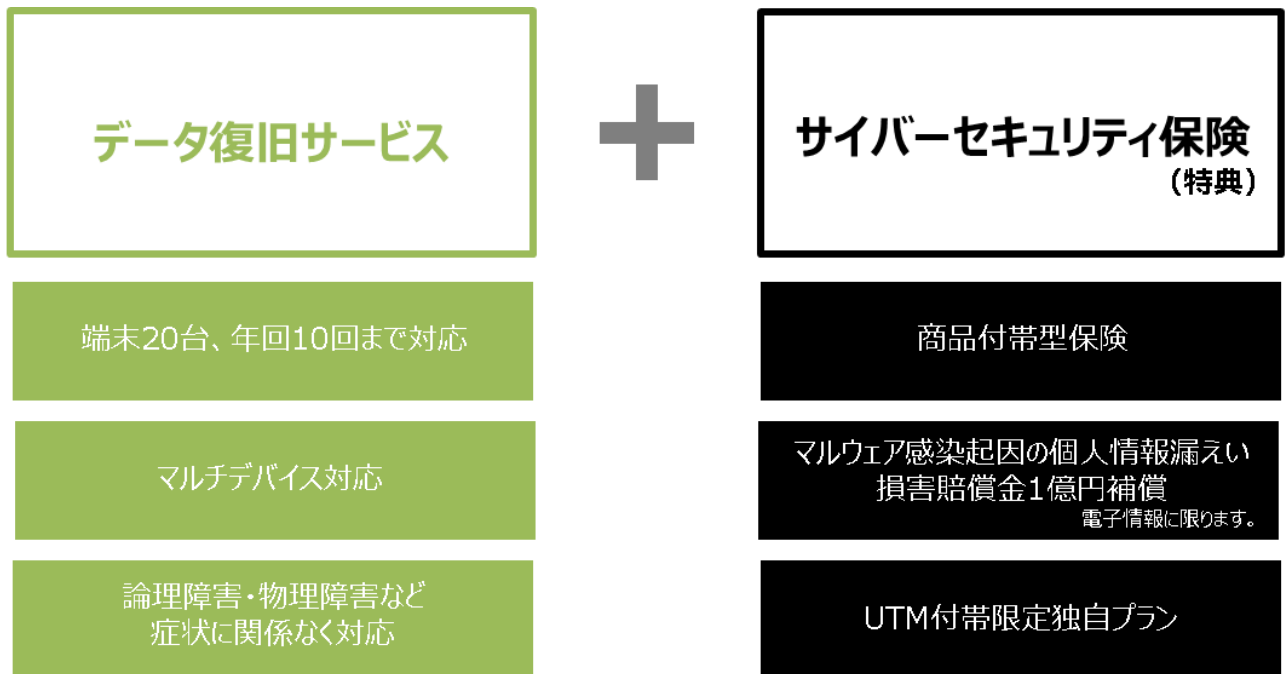 データ復旧サービス
端末20台、年回10回まで対応
マルチデバイス対応
論理障害・物理障害など
症状に関係なく対応
+
サイバーセキュリティ保険
(特典)
商品付帯型保険
マルウェア感染起因の個人情報漏えい
損害賠償金1億円補償
電子情報に限ります。
UTM付帯限定独自プラン